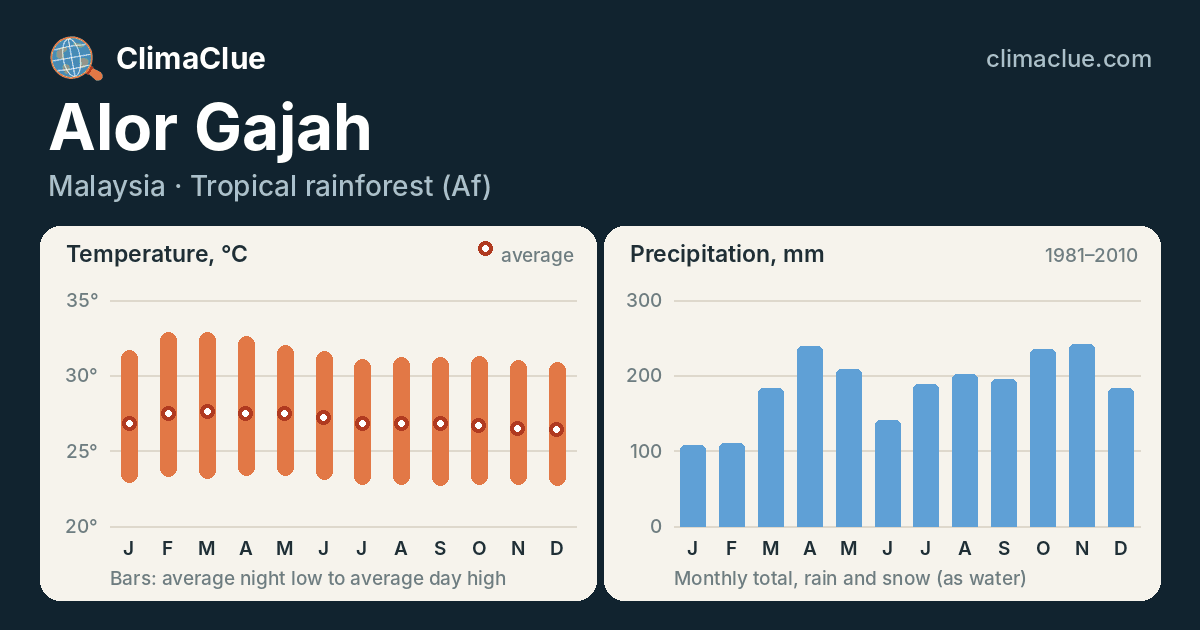 ClimaClue
climaclue.com
Alor Gajah
Malaysia · Tropical rainforest (Af)
Temperature, °C
average
35°
30°
25°
20°
J F M A M J J A S O N D
Bars: average night low to average day high
Precipitation, mm
1981–2010
300
200
100
0
J F M A M J J A S O N D
Monthly total, rain and snow (as water)